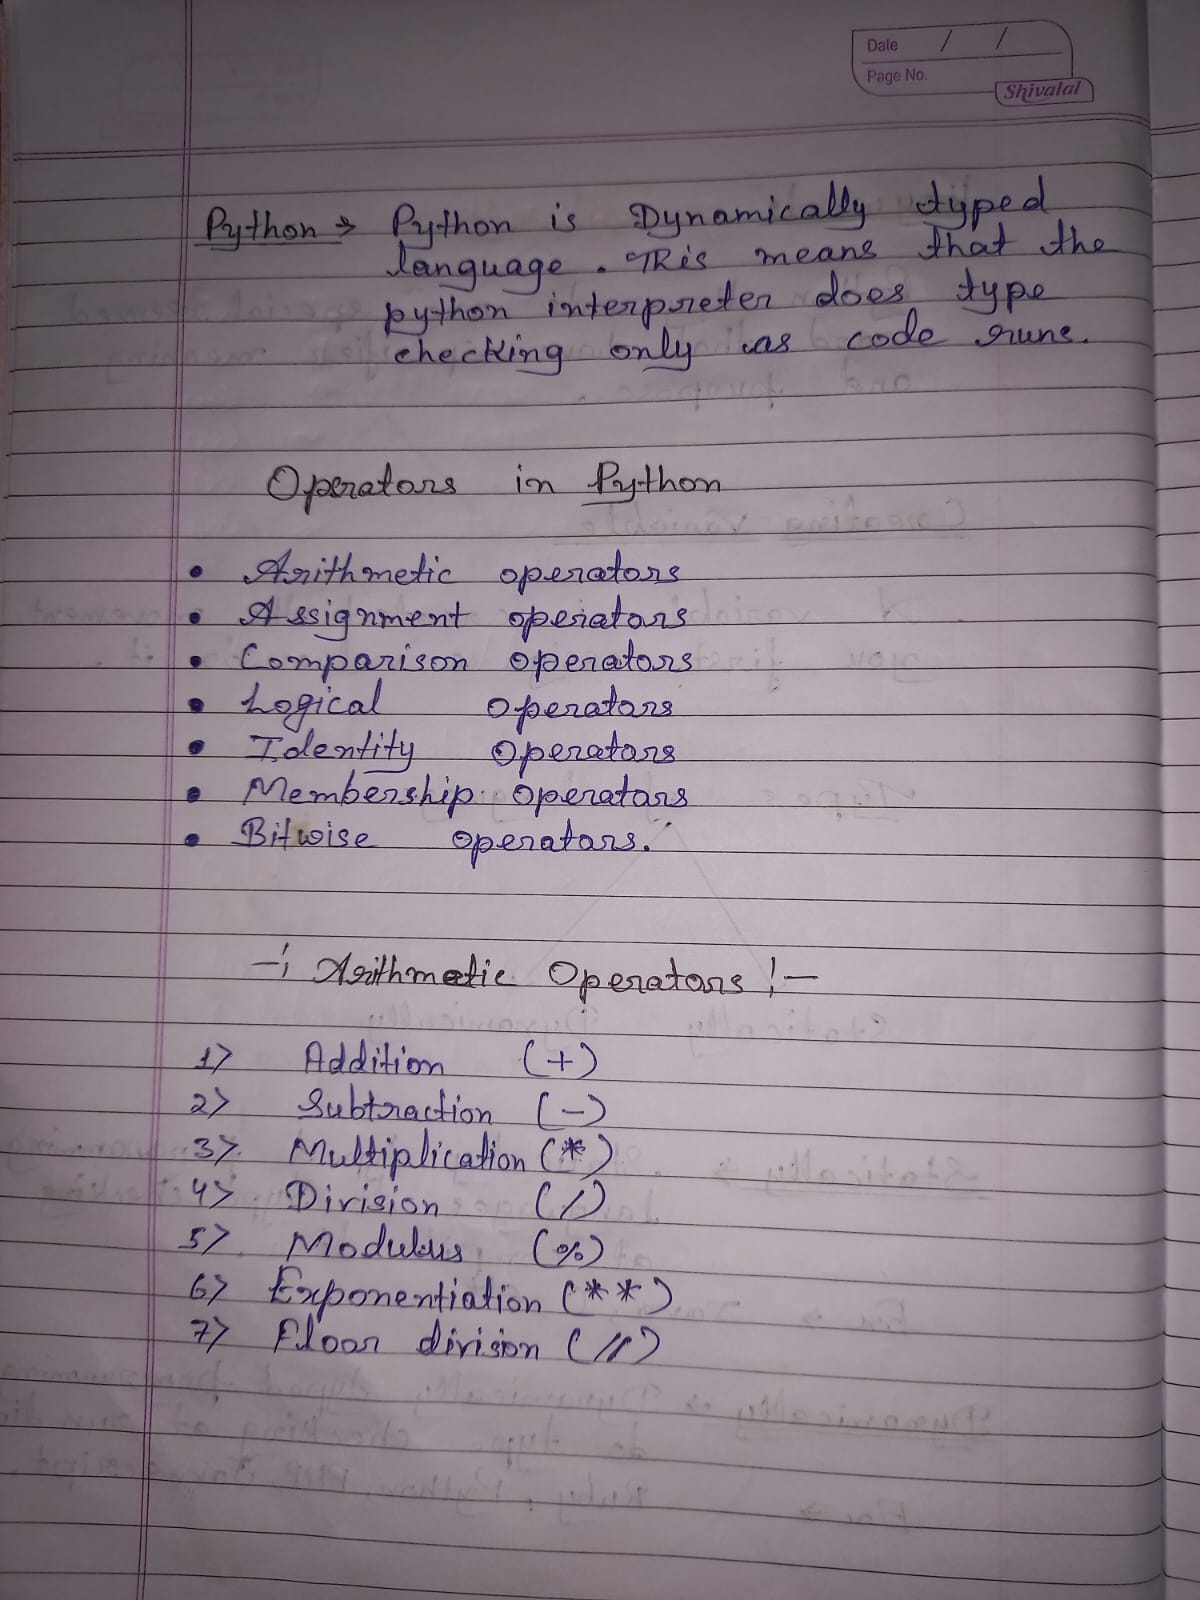 Date / /
Page No.
Shivalal
Python → Python is Dynamically typed
language. This means that the
python interpreter does type
checking only as code runs.
Operators in Python
• Arithmetic operators
• Assignment operators
• Comparison operators
• Logical operators
• Identity operators
• Membership operators
• Bitwise operators.
-: Arithmetic Operators :-
1> Addition (+)
2> Subtraction (-)
3> Multiplication (*)
4> Division (/)
5> Modulus (%)
6> Exponentiation (**)
7> Floor division (//)